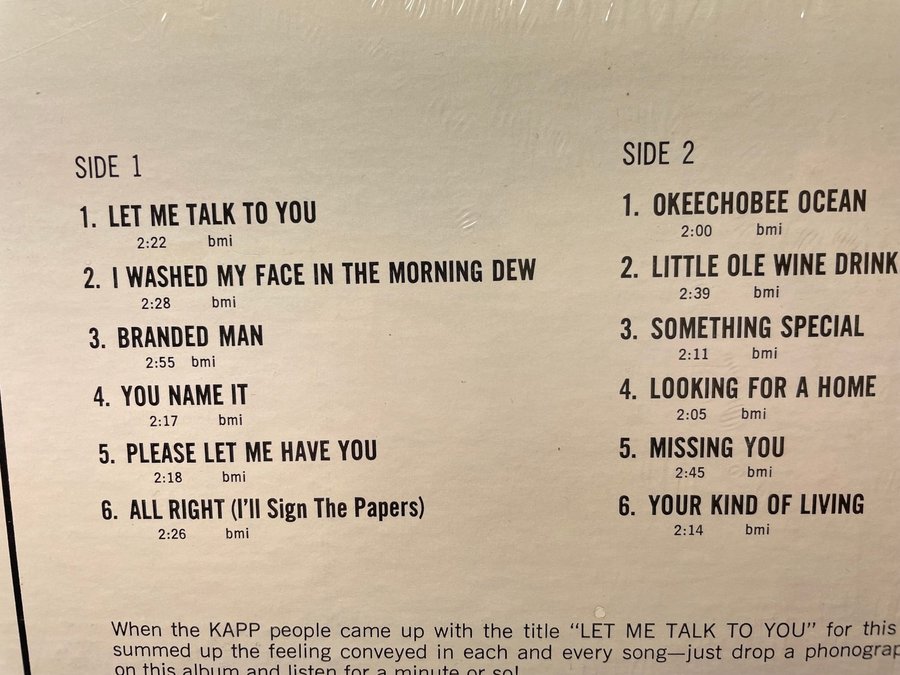 SIDE 1
1. LET ME TALK TO YOU
2:22 bmi
2. I WASHED MY FACE IN THE MORNING DEW
2:28 bmi
3. BRANDED MAN
2:55 bmi
4. YOU NAME IT
2:17 bmi
5. PLEASE LET ME HAVE YOU
2:18 bmi
6. ALL RIGHT (I'll Sign The Papers)
2:26 bmi
SIDE 2
1. OKEECHOBEE OCEAN
2:00 bmi
2. LITTLE OLE WINE DRINK
2:39 bmi
3. SOMETHING SPECIAL
2:11 bmi
4. LOOKING FOR A HOME
2:05 bmi
5. MISSING YOU
2:45 bmi
6. YOUR KIND OF LIVING
2:14 bmi
When the KAPP people came up with the title “LET ME TALK TO YOU” for this
summed up the feeling conveyed in each and every song—just drop a phonograp
on this album and listen for a minute or so!